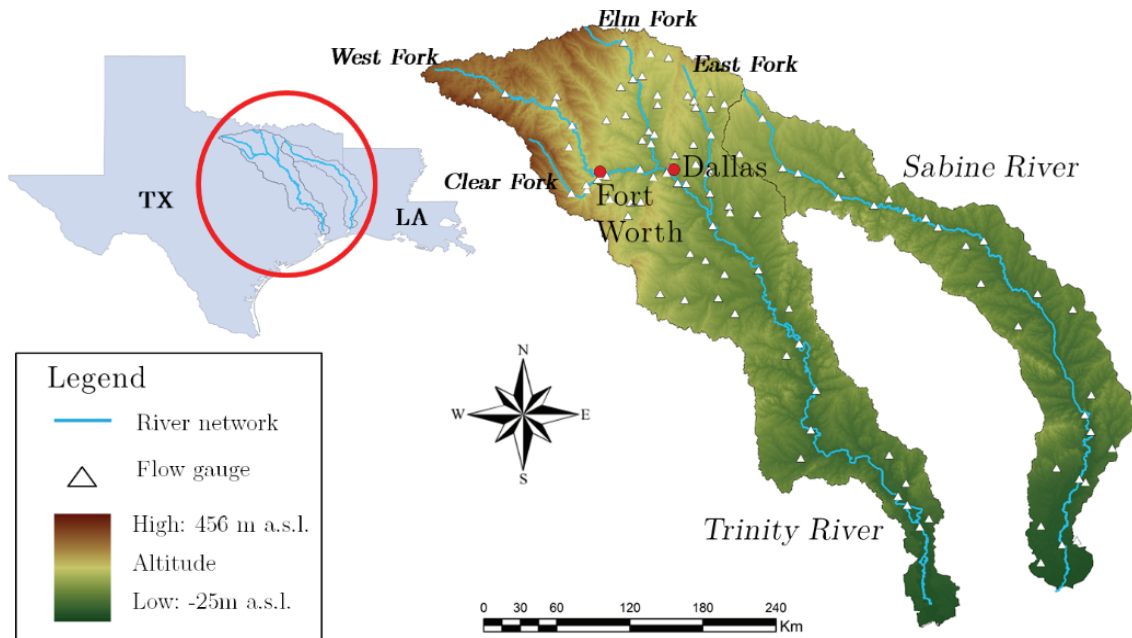 Elm Fork
West Fork
East Fork
Sabine River
TX
LA
Clear Fork
Dallas
Fort
Worth
Legend
River network
Flow gauge
High: 456 m a.s.l.
Altitude
Low: -25m a.s.l.
N
W
E
S
Trinity River
0 15 30 60 120 180 240
Km